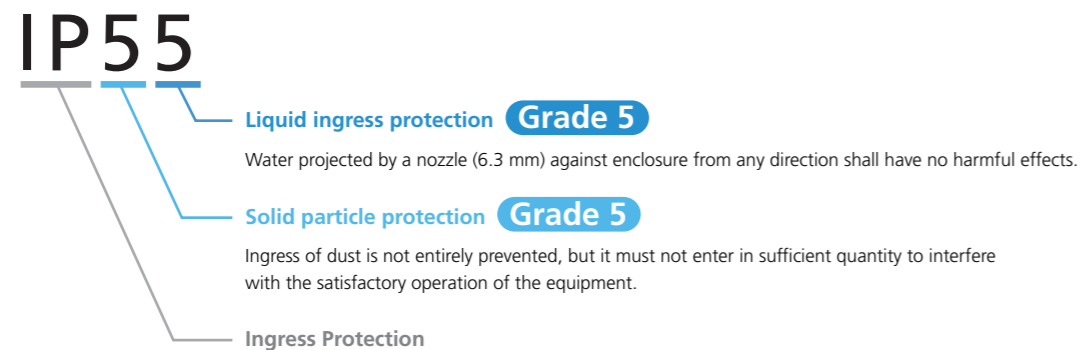 IP55
Liquid ingress protection Grade 5
Water projected by a nozzle (6.3 mm) against enclosure from any direction shall have no harmful effects.
Solid particle protection Grade 5
Ingress of dust is not entirely prevented, but it must not enter in sufficient quantity to interfere
with the satisfactory operation of the equipment.
Ingress Protection